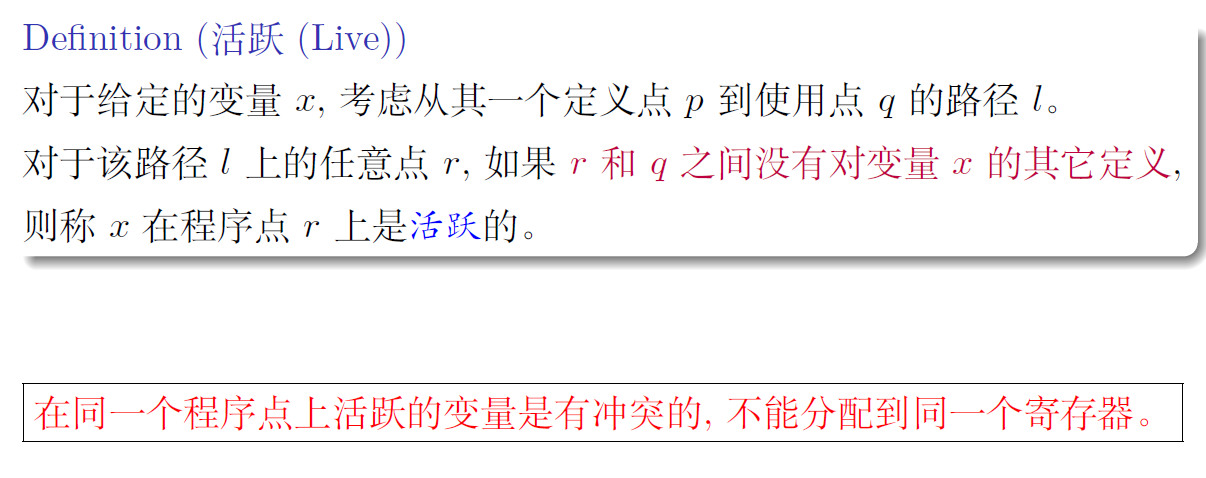 Definition (活跃 (Live))
对于给定的变量 x, 考虑从其一个定义点 p 到使用点 q 的路径 l。
对于该路径 l 上的任意点 r, 如果 r 和 q 之间没有对变量 x 的其它定义,
则称 x 在程序点 r 上是活跃的。
在同一个程序点上活跃的变量是有冲突的, 不能分配到同一个寄存器。